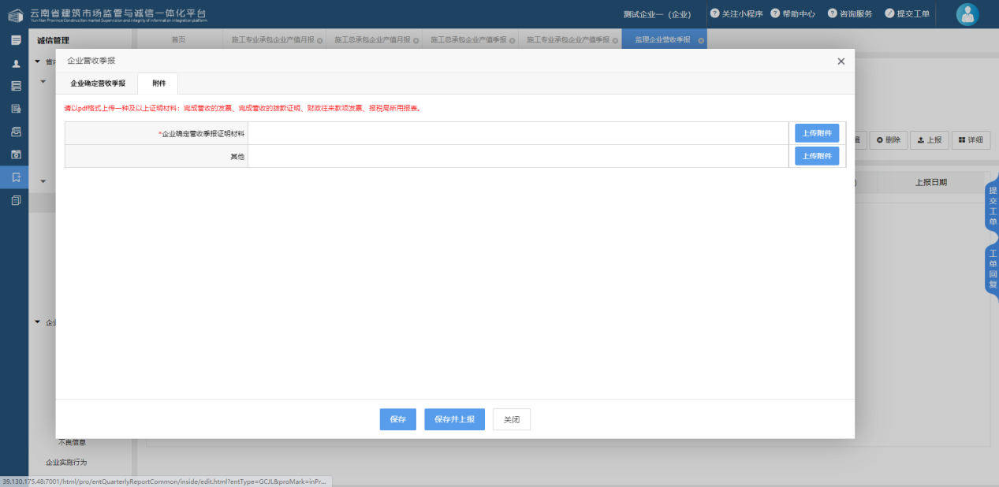 云南省建筑市场监管与诚信一体化平台
Yun Nan Province Construction market Supervision and integrity of information integration platform
测试企业一（企业）
关注小程序
帮助中心
咨询服务
提交工单
诚信管理
首页
施工专业承包企业产值月报
施工总承包企业产值月报
施工总承包企业产值季报
施工专业承包企业产值季报
监理企业营收季报
企业营收季报
企业确定营收季报
附件
请以pdf格式上传一种及以上证明材料：完成营收的发票、完成营收的拨款证明、财政往来款项发票、报税局所用报表。
*企业确定营收季报证明材料
上传附件
其他
上传附件
删除
上报
详细
上报日期
提交工单
工单回复
保存
保存并上报
关闭
不良信息
企业实施行为
39.130.175.48:7001/html/pro/entQuarterlyReportCommon/inside/edit.html?entType=GCJL&proMark=inPr...